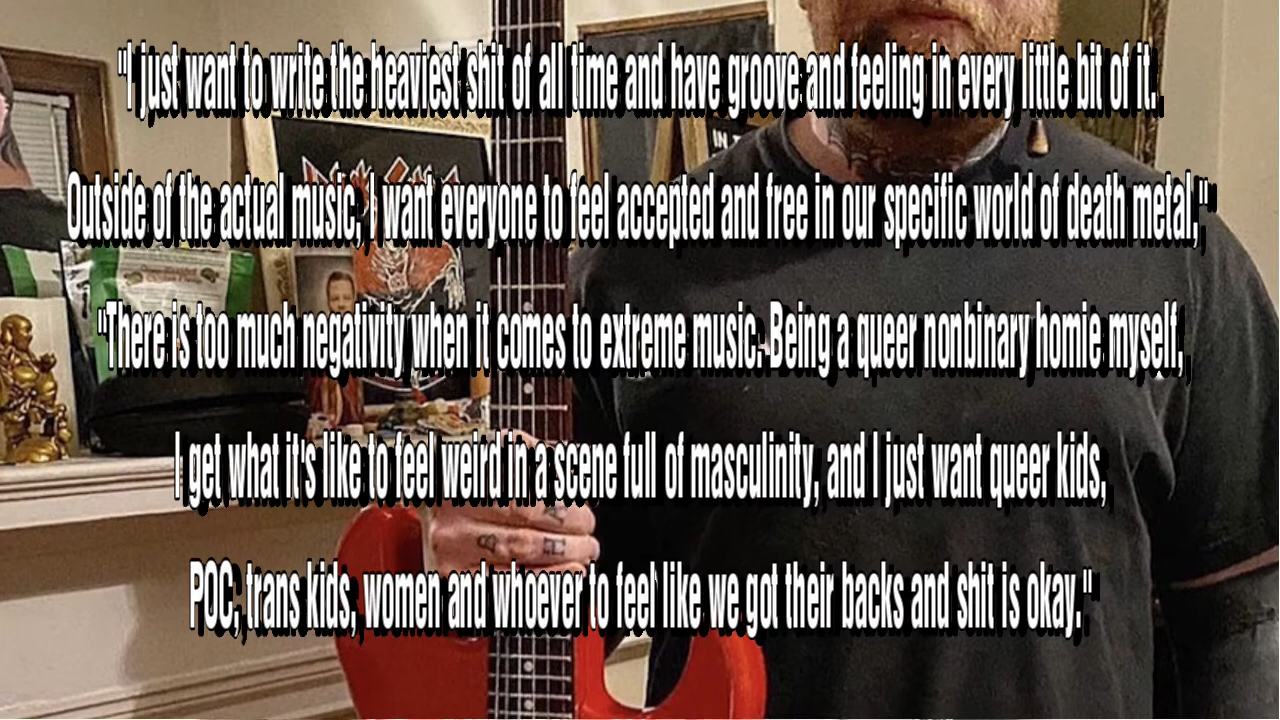 "I just want to write the heaviest shit of all time and have groove and feeling in every little bit of it.
Outside of the actual music, I want everyone to feel accepted and free in our specific world of death metal,"
"There is too much negativity when it comes to extreme music. Being a queer nonbinary homie myself,
I get what it's like to feel weird in a scene full of masculinity, and I just want queer kids,
POC, trans kids, women and whoever to feel like we got their backs and shit is okay."
IN